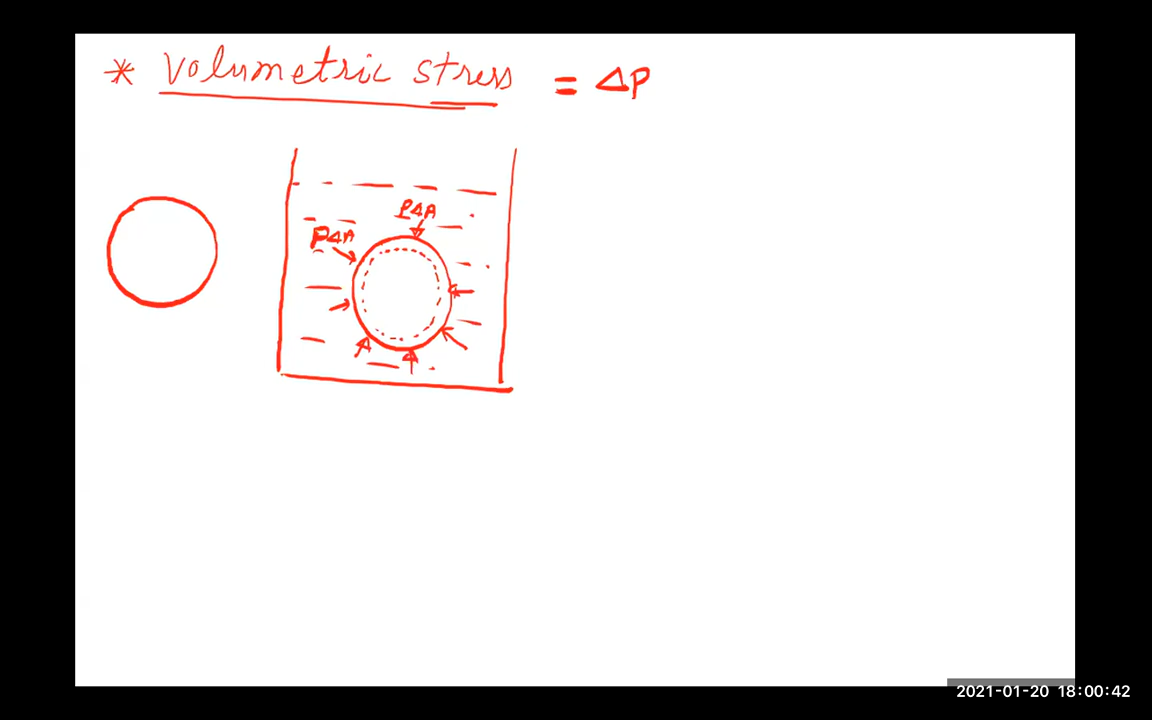 * Volumetric stress = ΔP
PΔA
PΔA
2021-01-20 18:00:42